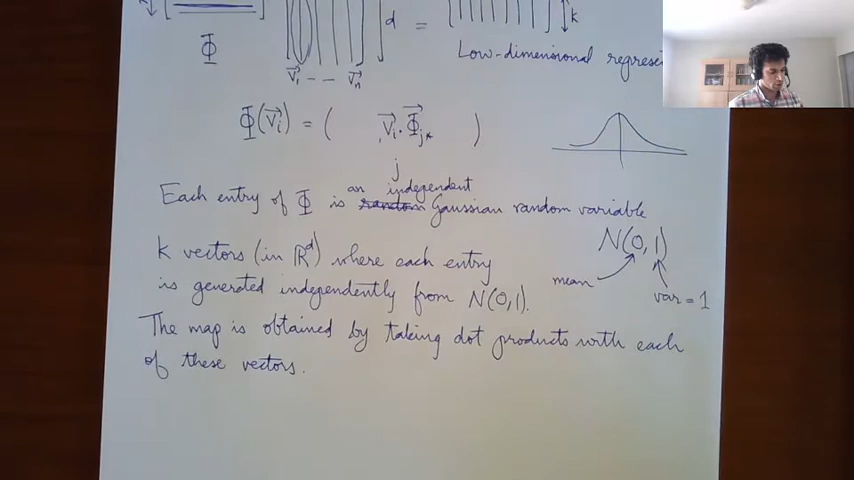 d =
k
Φ
v⃗₁ - - - v⃗ₙ
Low-dimensional
Φ(v⃗ᵢ) = ( v⃗ᵢ·Φ⃗ⱼ* )
j
an independent
Each entry of Φ is random Gaussian random variable
N(0,1)
k vectors (in ℝᵈ) where each entry
mean
is generated independently from N(0,1).
var = 1
The map is obtained by taking dot products with each
of these vectors.